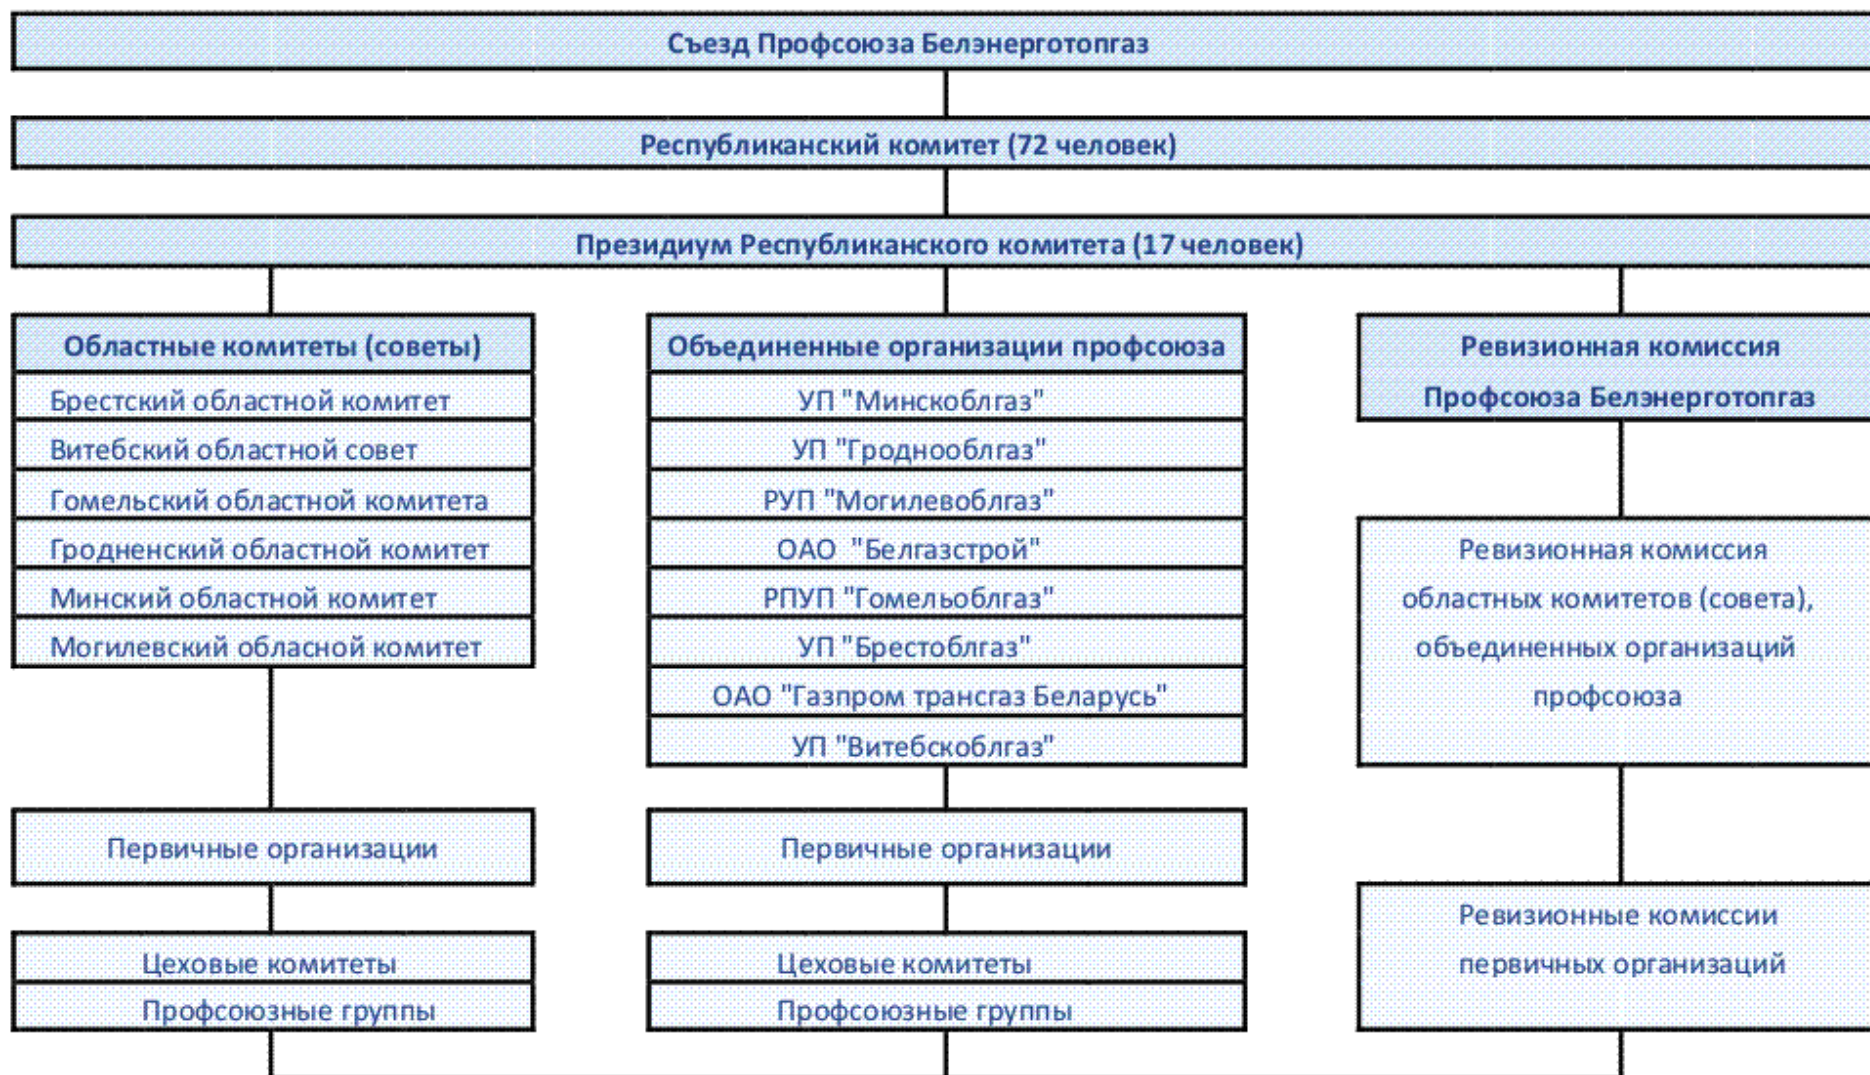 Съезд Профсоюза Белэнерготопгаз
Республиканский комитет (72 человек)
Президиум Республиканского комитета (17 человек)
Областные комитеты (советы)
Брестский областной комитет
Витебский областной совет
Гомельский областной комитета
Гродненский областной комитет
Минский областной комитет
Могилевский обласной комитет
Первичные организации
Цеховые комитеты
Профсоюзные группы
Объединенные организации профсоюза
УП "Минскоблгаз"
УП "Гроднооблгаз"
РУП "Могилевоблгаз"
ОАО "Белгазстрой"
РПУП "Гомельоблгаз"
УП "Брестоблгаз"
ОАО "Газпром трансгаз Беларусь"
УП "Витебскоблгаз"
Первичные организации
Цеховые комитеты
Профсоюзные группы
Ревизионная комиссия
Профсоюза Белэнерготопгаз
Ревизионная комиссия
областных комитетов (совета),
объединенных организаций
профсоюза
Ревизионные комиссии
первичных организаций